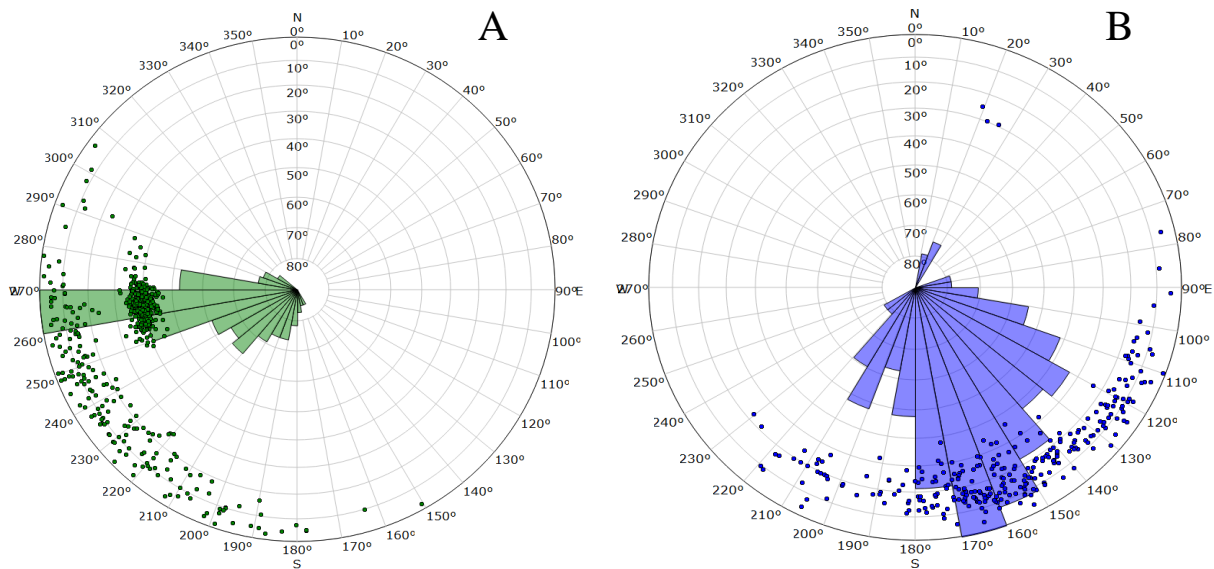 A
N
0º
10º
20º
30º
40º
50º
60º
70º
80º
90º E
100º
110º
120º
130º
140º
150º
160º
170º
180º
S
190º
200º
210º
220º
230º
240º
250º
260º
270º
W
280º
290º
300º
310º
320º
330º
340º
350º
0º
10º
20º
30º
40º
50º
60º
70º
80º
B
N
0º
10º
20º
30º
40º
50º
60º
70º
80º
90º E
100º
110º
120º
130º
140º
150º
160º
170º
180º
S
190º
200º
210º
220º
230º
240º
250º
260º
270º
W
280º
290º
300º
310º
320º
330º
340º
350º
0º
10º
20º
30º
40º
50º
60º
70º
80º